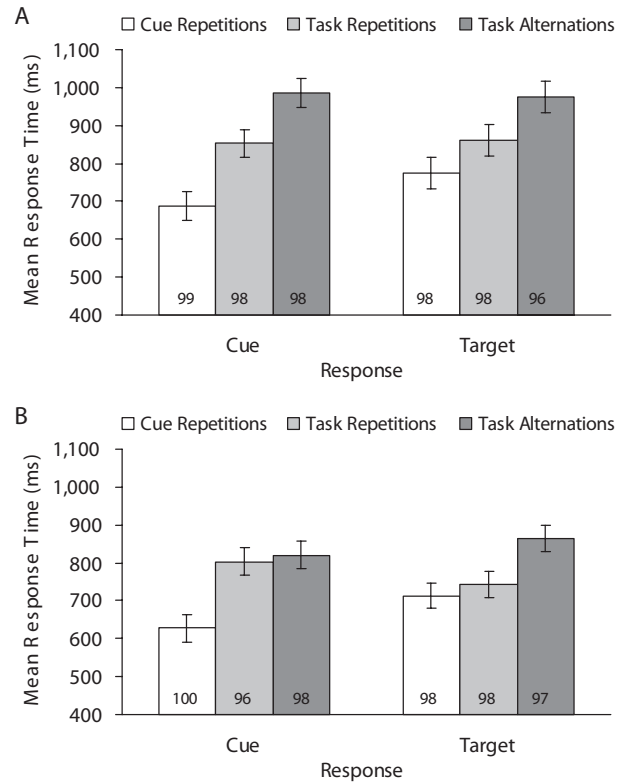 A
Cue Repetitions Task Repetitions Task Alternations
1,100
1,000
900
800
700
600
500
400
Mean Response Time (ms)
99 98 98 98 98 96
Cue Target
Response
B
Cue Repetitions Task Repetitions Task Alternations
1,100
1,000
900
800
700
600
500
400
Mean Response Time (ms)
100 96 98 98 98 97
Cue Target
Response